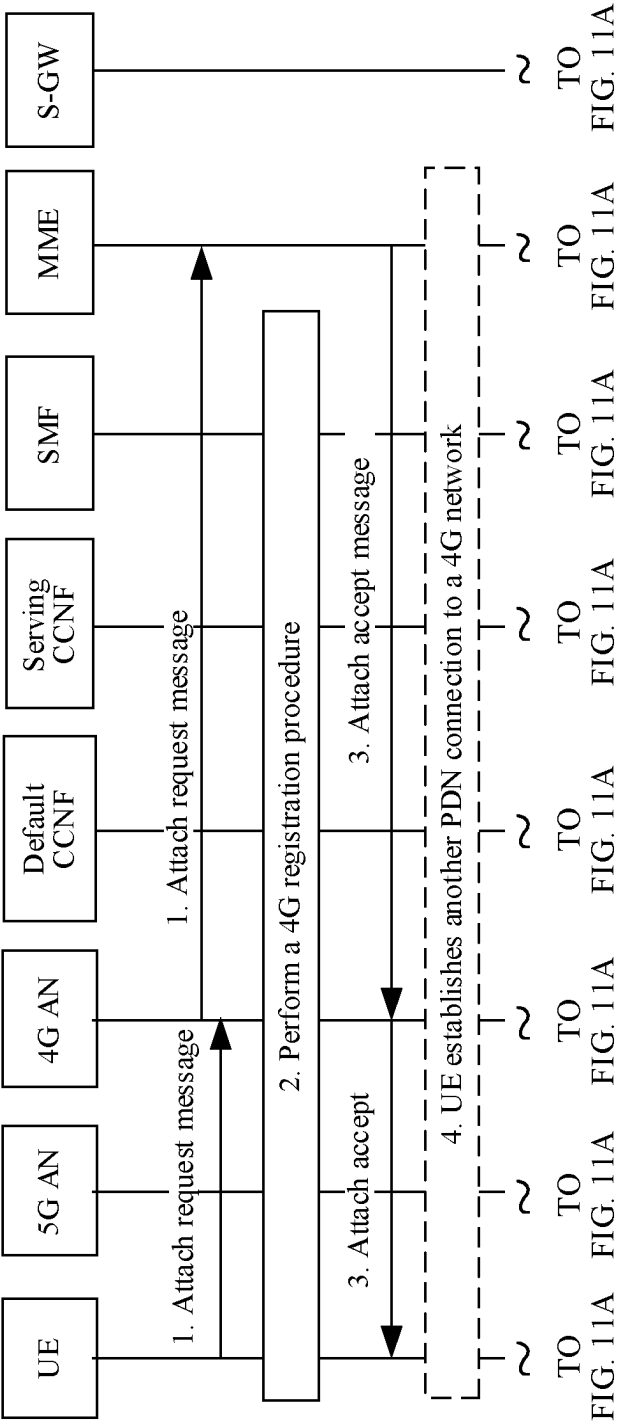 UE
5G AN
4G AN
Default
CCNF
Serving
CCNF
SMF
MME
S-GW
1. Attach request message
1. Attach request message
2. Perform a 4G registration procedure
3. Attach accept
3. Attach accept message
4. UE establishes another PDN connection to a 4G network
TO
FIG. 11A
TO
FIG. 11A
TO
FIG. 11A
TO
FIG. 11A
TO
FIG. 11A
TO
FIG. 11A
TO
FIG. 11A
TO
FIG. 11A